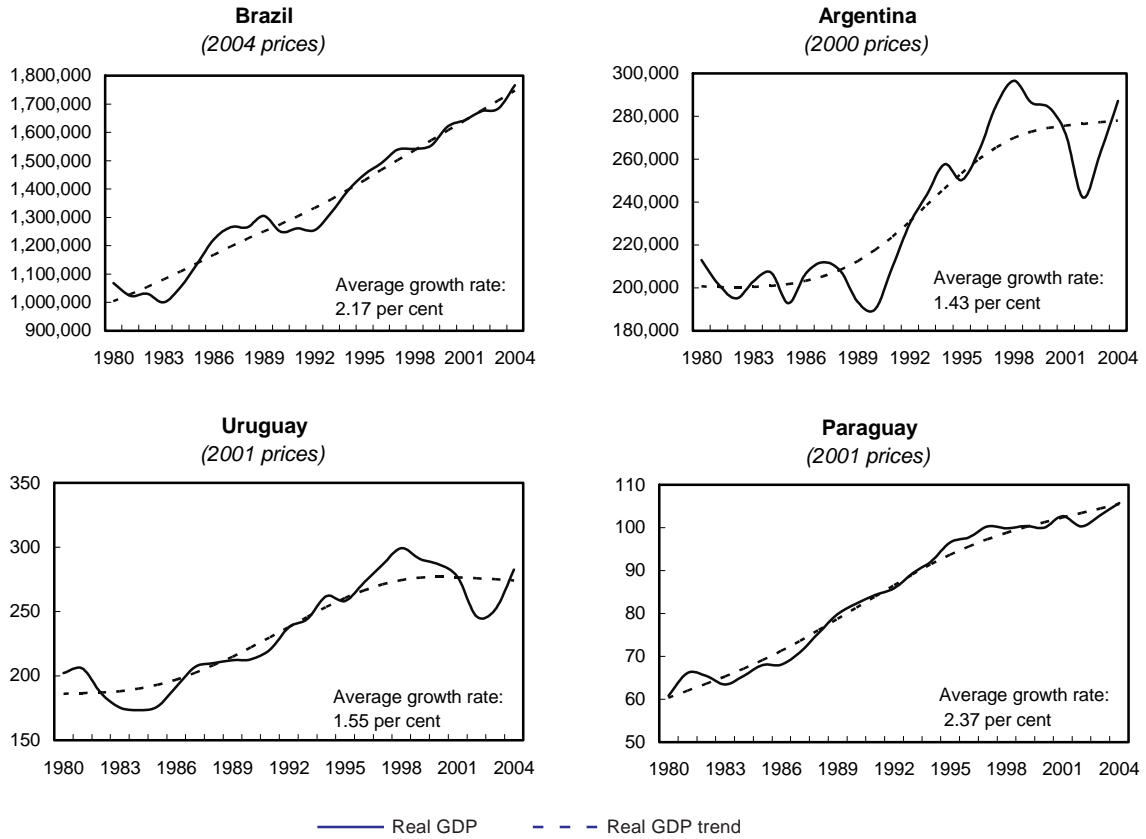 Brazil
(2004 prices)
1,800,000
1,700,000
1,600,000
1,500,000
1,400,000
1,300,000
1,200,000
1,100,000
1,000,000
900,000
Average growth rate:
2.17 per cent
1980 1983 1986 1989 1992 1995 1998 2001 2004
Argentina
(2000 prices)
300,000
280,000
260,000
240,000
220,000
200,000
180,000
Average growth rate:
1.43 per cent
1980 1983 1986 1989 1992 1995 1998 2001 2004
Uruguay
(2001 prices)
350
300
250
200
150
Average growth rate:
1.55 per cent
1980 1983 1986 1989 1992 1995 1998 2001 2004
Paraguay
(2001 prices)
110
100
90
80
70
60
50
Average growth rate:
2.37 per cent
1980 1983 1986 1989 1992 1995 1998 2001 2004
Real GDP Real GDP trend